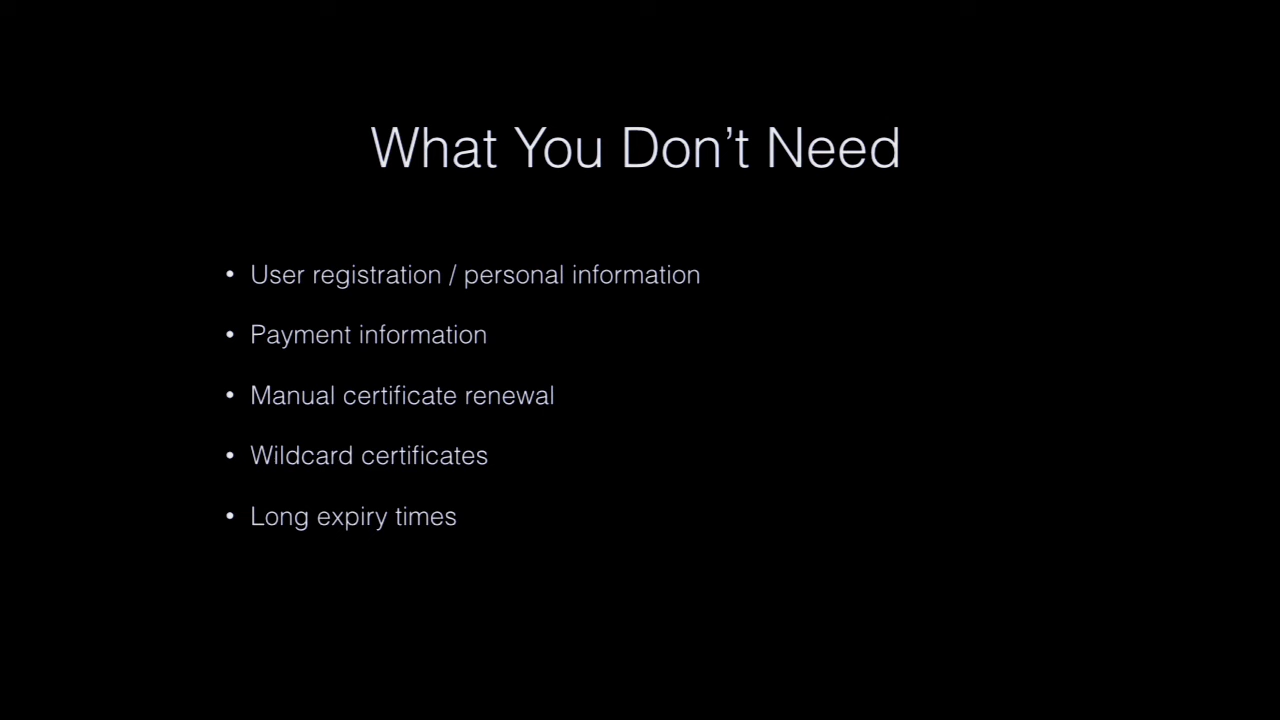 What You Don’t Need
• User registration / personal information
• Payment information
• Manual certificate renewal
• Wildcard certificates
• Long expiry times